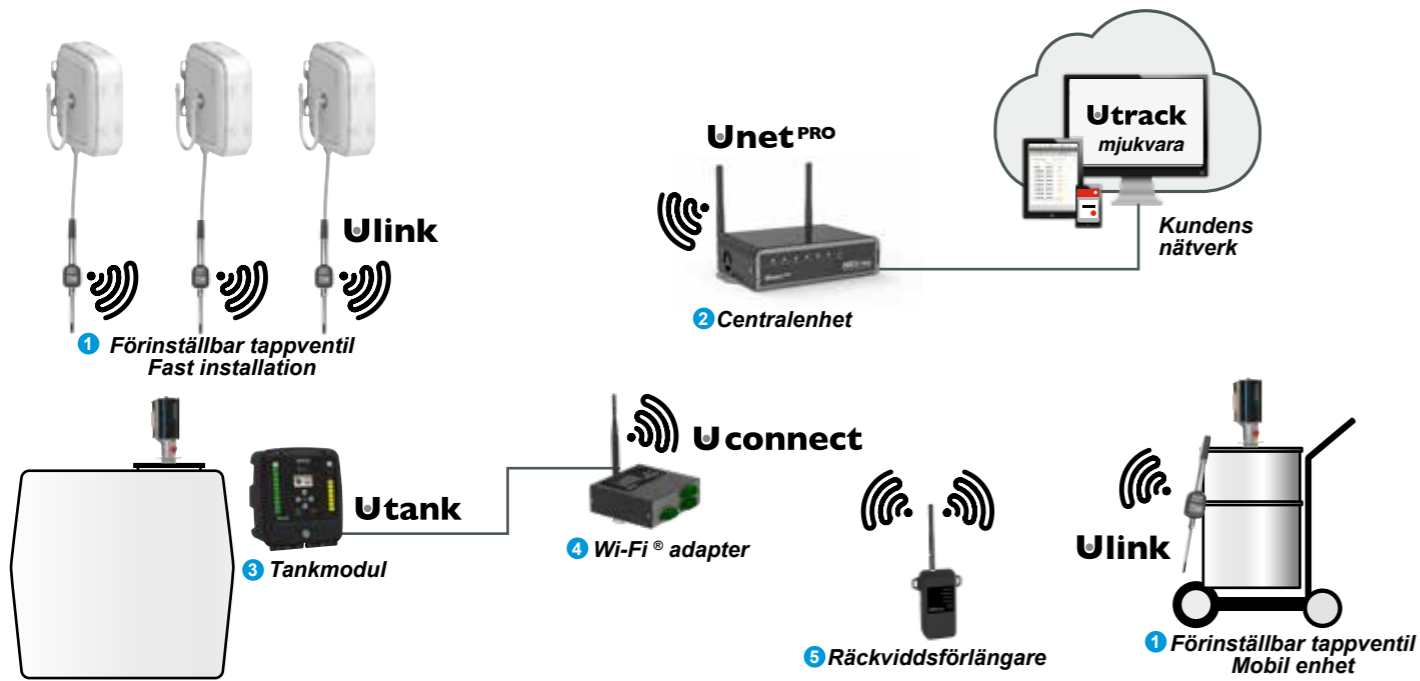 Ulink
1 Förinställbar tappventil
Fast installation
Unet PRO
2 Centralenhet
Utrack
mjukvara
Kundens
nätverk
Utank
3 Tankmodul
Uconnect
4 Wi-Fi ® adapter
5 Räckviddsförlängare
Ulink
1 Förinställbar tappventil
Mobil enhet